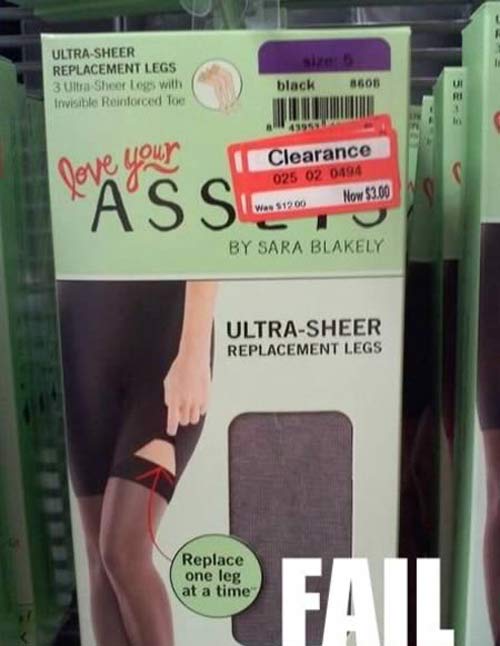 ULTRA-SHEER
REPLACEMENT LEGS
3 Ultra-Sheer Legs with
Invisible Reinforced Toe
size: 5
black 8606
Clearance
025 02 0494
Was $12.00 Now $3.00
love your
ASS
BY SARA BLAKELY
ULTRA-SHEER
REPLACEMENT LEGS
Replace
one leg
at a time
FAIL